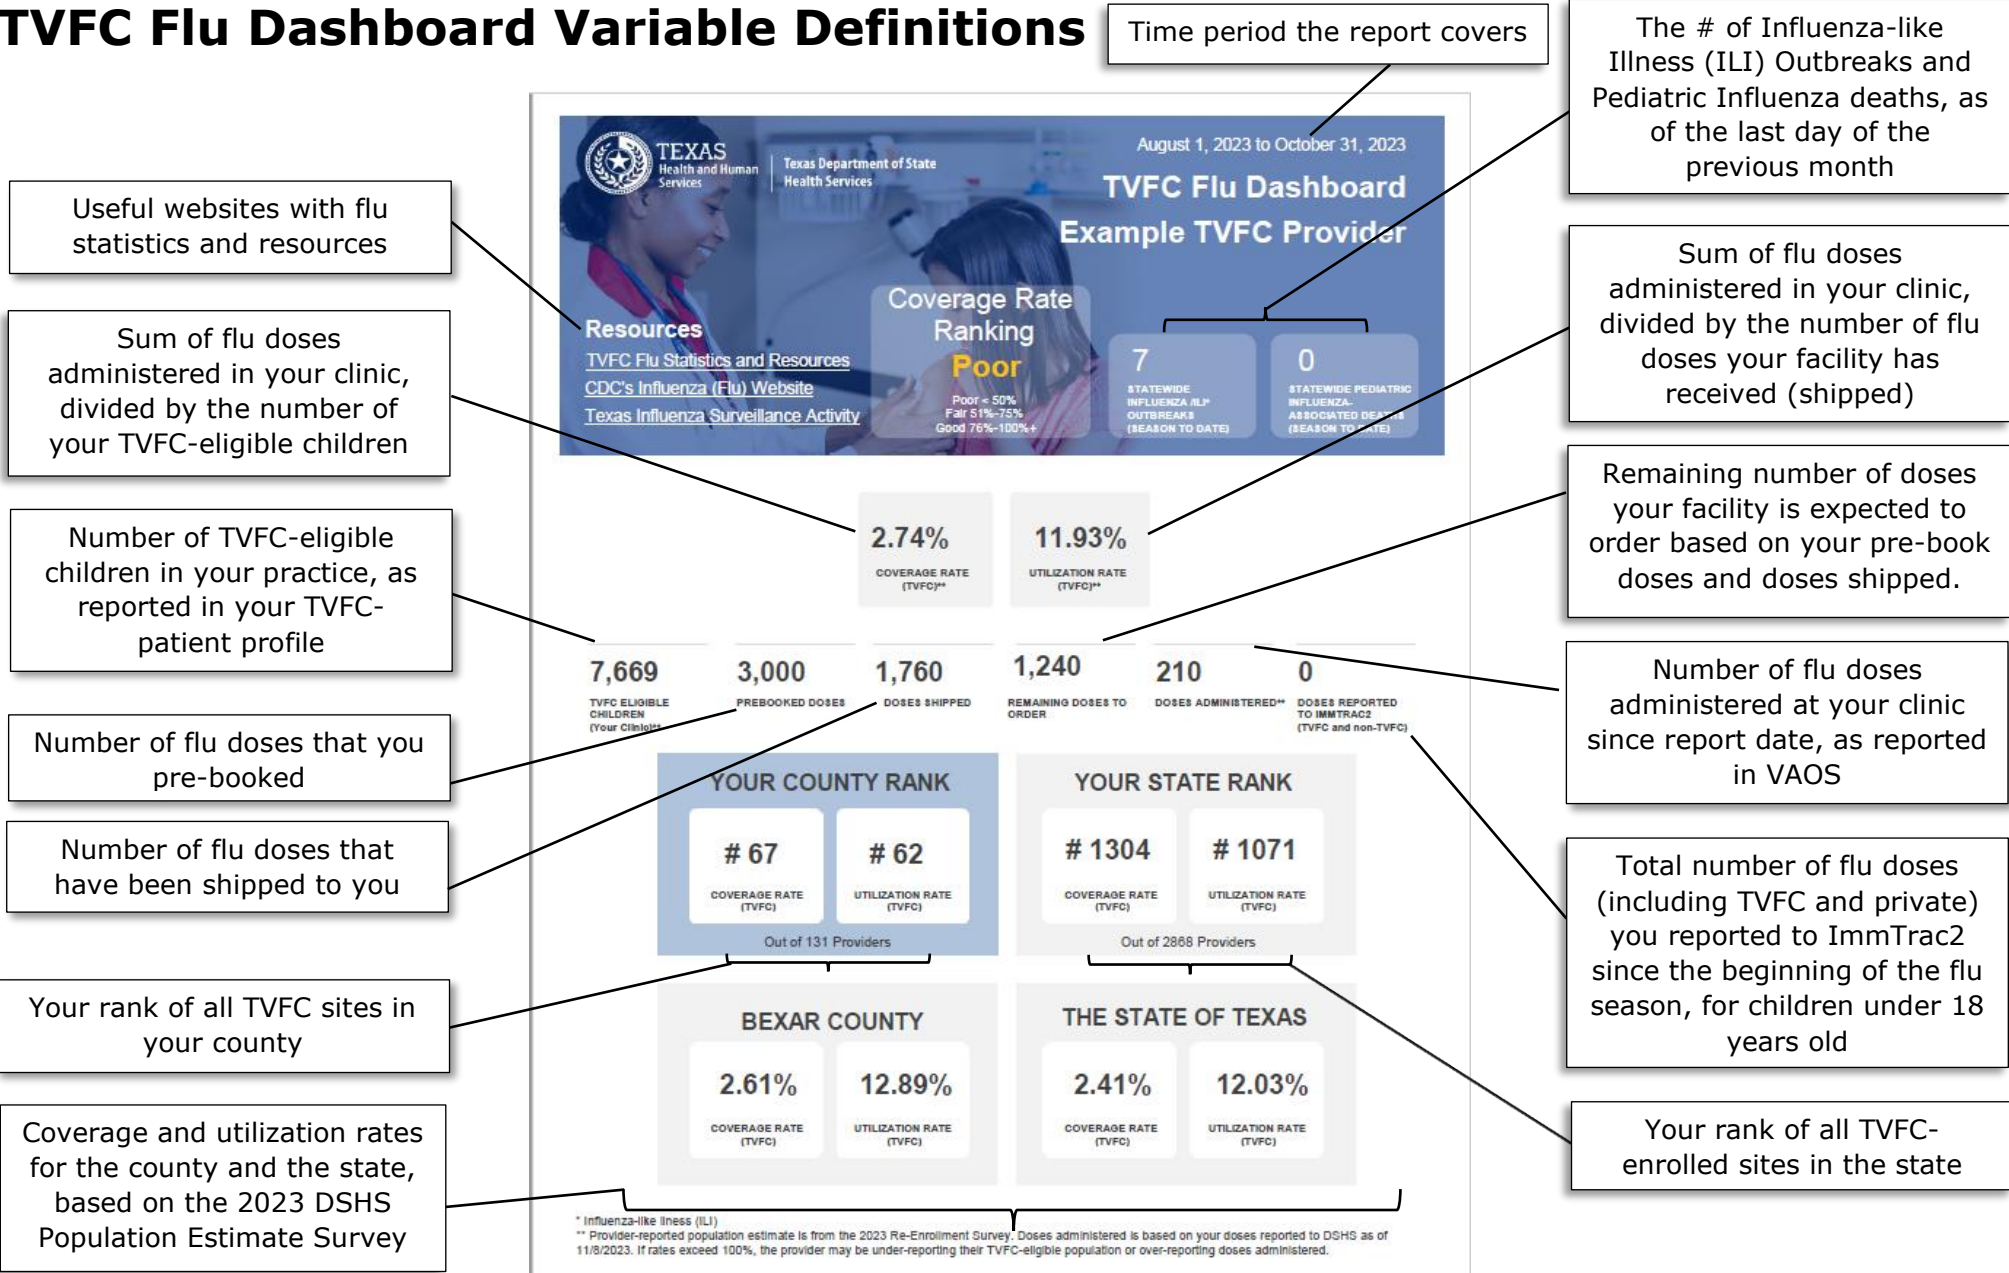 TVFC Flu Dashboard Variable Definitions
Time period the report covers
The # of Influenza-like
Illness (ILI) Outbreaks and
Pediatric Influenza deaths, as
of the last day of the
previous month
Useful websites with flu
statistics and resources
Sum of flu doses
administered in your clinic,
divided by the number of
your TVFC-eligible children
Number of TVFC-eligible
children in your practice, as
reported in your TVFC-
patient profile
Number of flu doses that you
pre-booked
Number of flu doses that
have been shipped to you
Your rank of all TVFC sites in
your county
Coverage and utilization rates
for the county and the state,
based on the 2023 DSHS
Population Estimate Survey
TEXAS
Health and Human
Services
Texas Department of State
Health Services
August 1, 2023 to October 31, 2023
TVFC Flu Dashboard
Example TVFC Provider
Resources
TVFC Flu Statistics and Resources
CDC's Influenza (Flu) Website
Texas Influenza Surveillance Activity
Coverage Rate
Ranking
Poor
Poor < 50%
Fair 51%-75%
Good 76%-100%+
7
STATEWIDE
INFLUENZA /ILI*
OUTBREAKS
(SEASON TO DATE)
0
STATEWIDE PEDIATRIC
INFLUENZA-
ASSOCIATED DEATHS
(SEASON TO DATE)
2.74%
COVERAGE RATE
(TVFC)**
11.93%
UTILIZATION RATE
(TVFC)**
7,669
TVFC ELIGIBLE
CHILDREN
(Your Clinic)**
3,000
PREBOOKED DOSES
1,760
DOSES SHIPPED
1,240
REMAINING DOSES TO
ORDER
210
DOSES ADMINISTERED**
0
DOSES REPORTED
TO IMMTRAC2
(TVFC and non-TVFC)
YOUR COUNTY RANK
# 67
COVERAGE RATE
(TVFC)
# 62
UTILIZATION RATE
(TVFC)
Out of 131 Providers
YOUR STATE RANK
# 1304
COVERAGE RATE
(TVFC)
# 1071
UTILIZATION RATE
(TVFC)
Out of 2868 Providers
BEXAR COUNTY
2.61%
COVERAGE RATE
(TVFC)
12.89%
UTILIZATION RATE
(TVFC)
THE STATE OF TEXAS
2.41%
COVERAGE RATE
(TVFC)
12.03%
UTILIZATION RATE
(TVFC)
* Influenza-like Iness (ILI)
** Provider-reported population estimate is from the 2023 Re-Enrollment Survey. Doses administered is based on your doses reported to DSHS as of
11/8/2023. If rates exceed 100%, the provider may be under-reporting their TVFC-eligible population or over-reporting doses administered.
Sum of flu doses
administered in your clinic,
divided by the number of flu
doses your facility has
received (shipped)
Remaining number of doses
your facility is expected to
order based on your pre-book
doses and doses shipped.
Number of flu doses
administered at your clinic
since report date, as reported
in VAOS
Total number of flu doses
(including TVFC and private)
you reported to ImmTrac2
since the beginning of the flu
season, for children under 18
years old
Your rank of all TVFC-
enrolled sites in the state